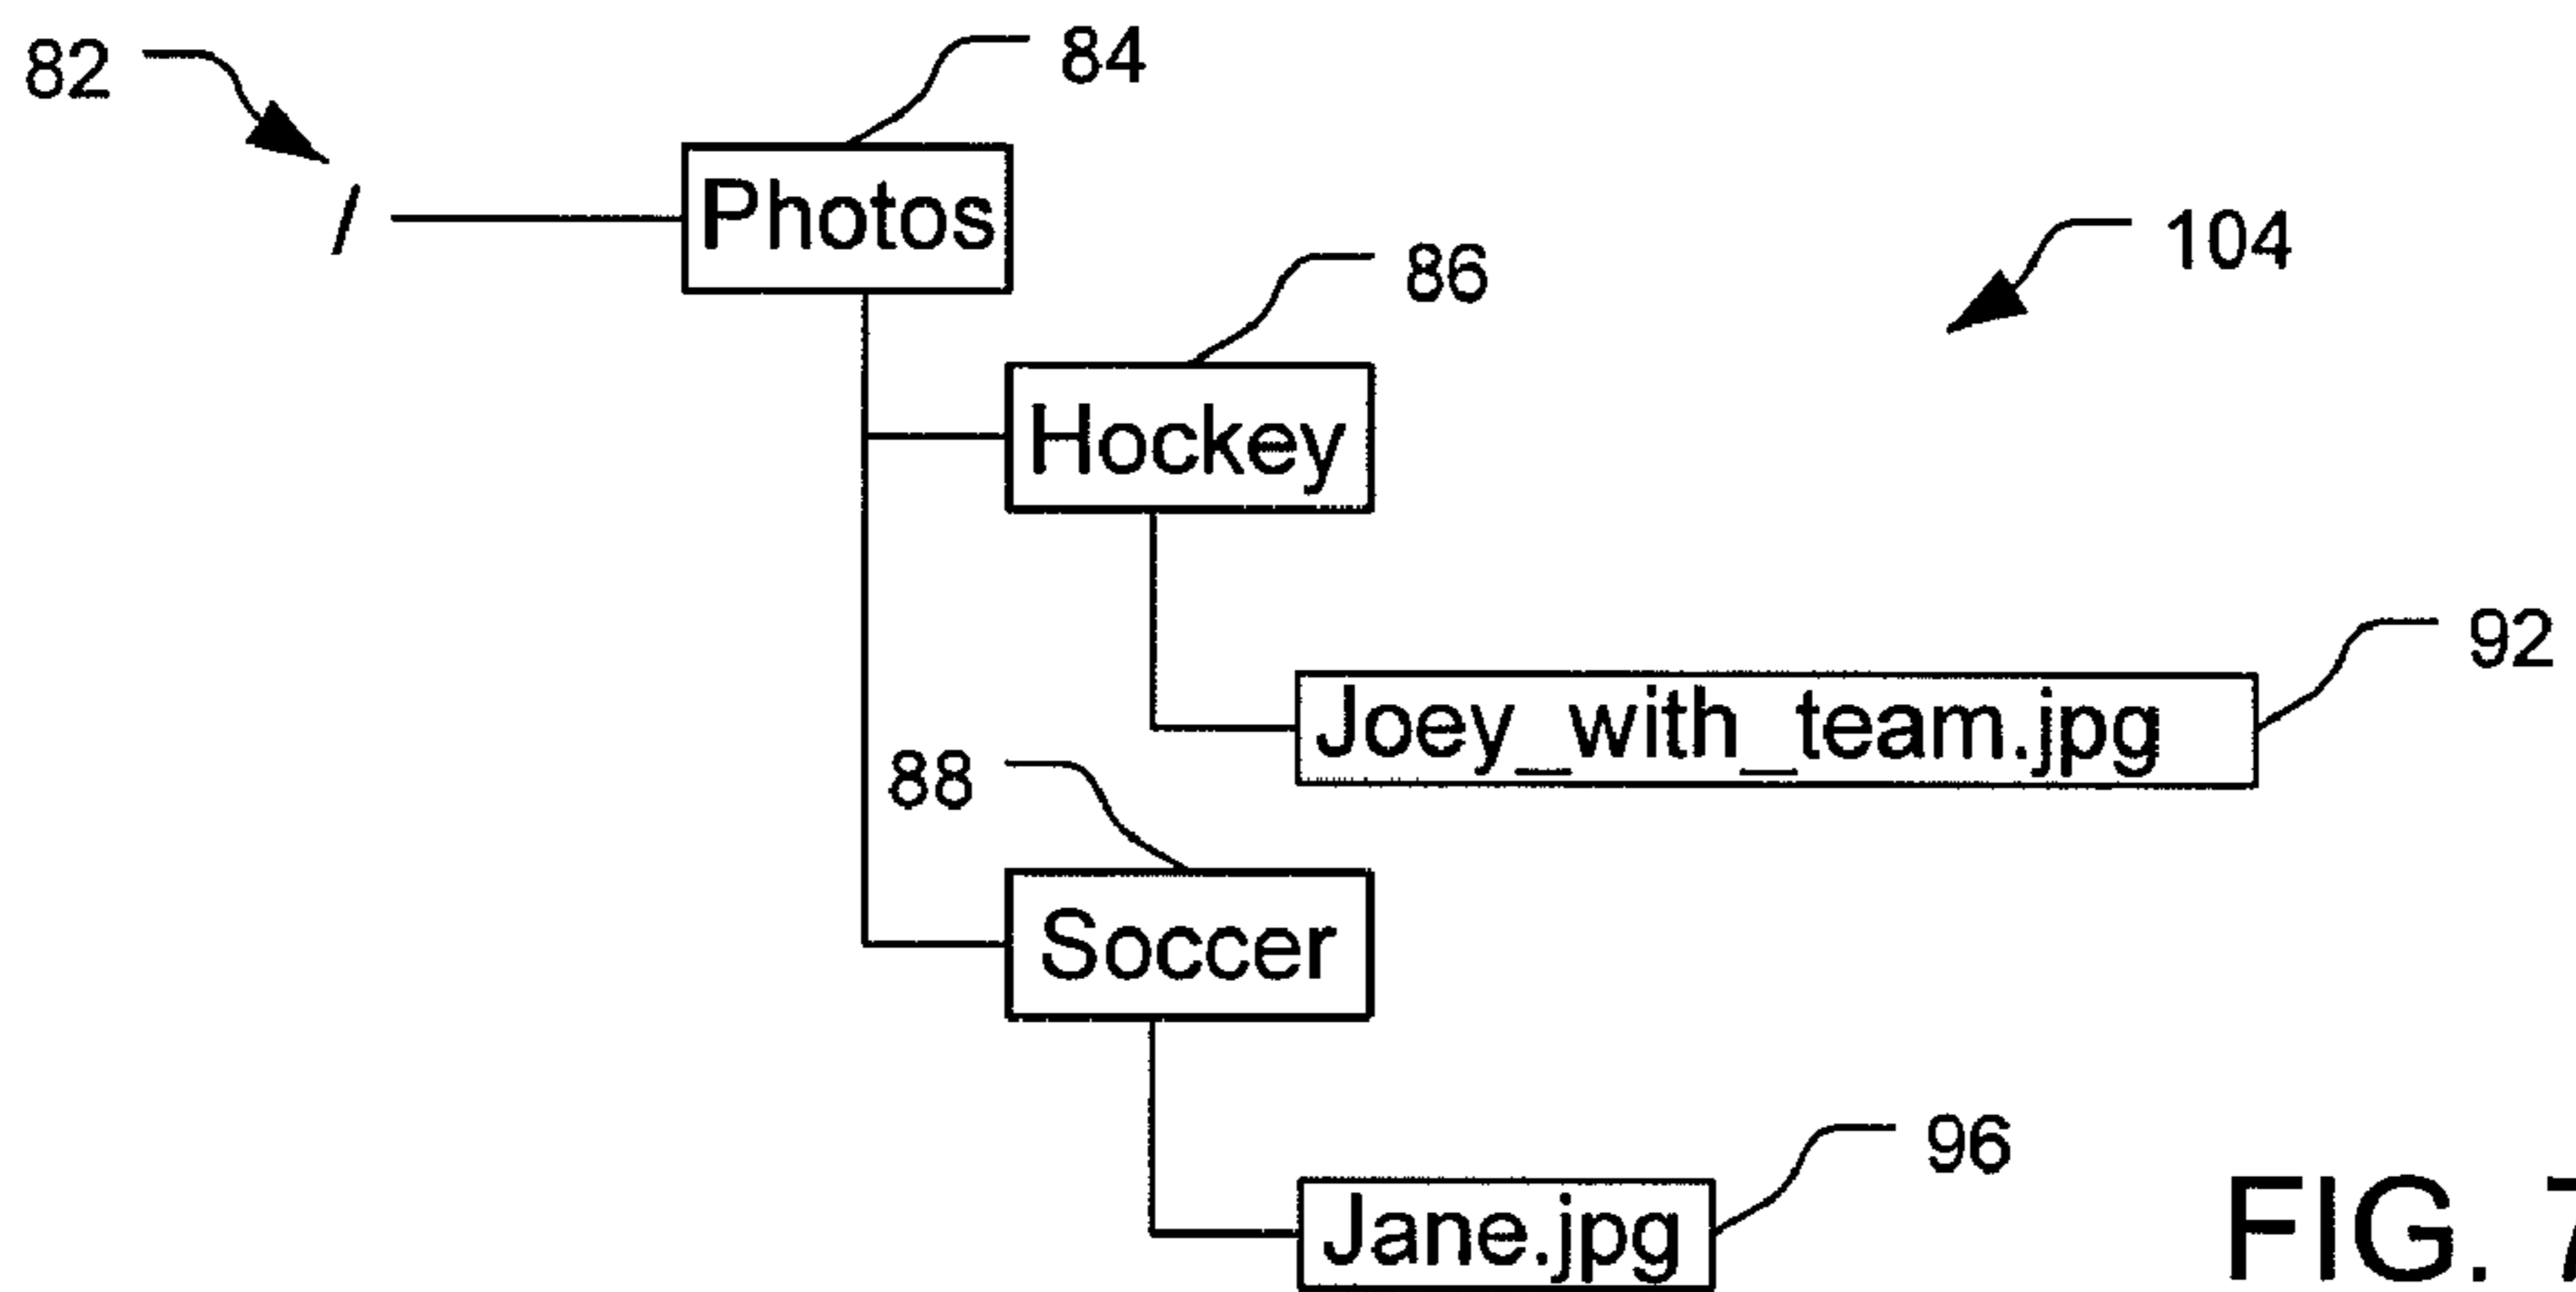 82
84
/
Photos
104
86
Hockey
92
Joey_with_team.jpg
88
Soccer
96
Jane.jpg
FIG. 7